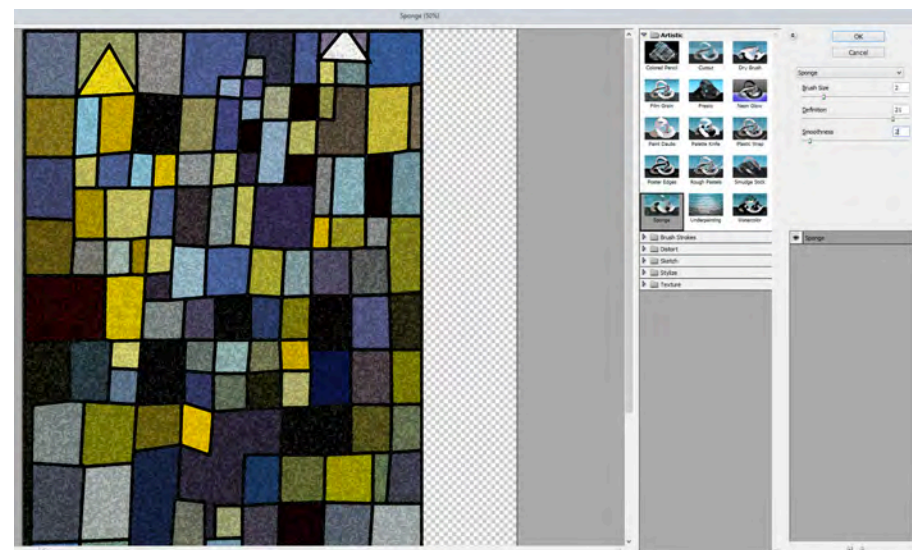 Sponge (50%)
Artistic
Colored Pencil
Cutout
Dry Brush
Film Grain
Fresco
Neon Glow
Paint Daubs
Palette Knife
Plastic Wrap
Poster Edges
Rough Pastels
Smudge Stick
Sponge
Underpainting
Watercolor
Brush Strokes
Distort
Sketch
Stylize
Texture
OK
Cancel
Sponge
Brush Size 2
Definition 21
Smoothness 2
Sponge